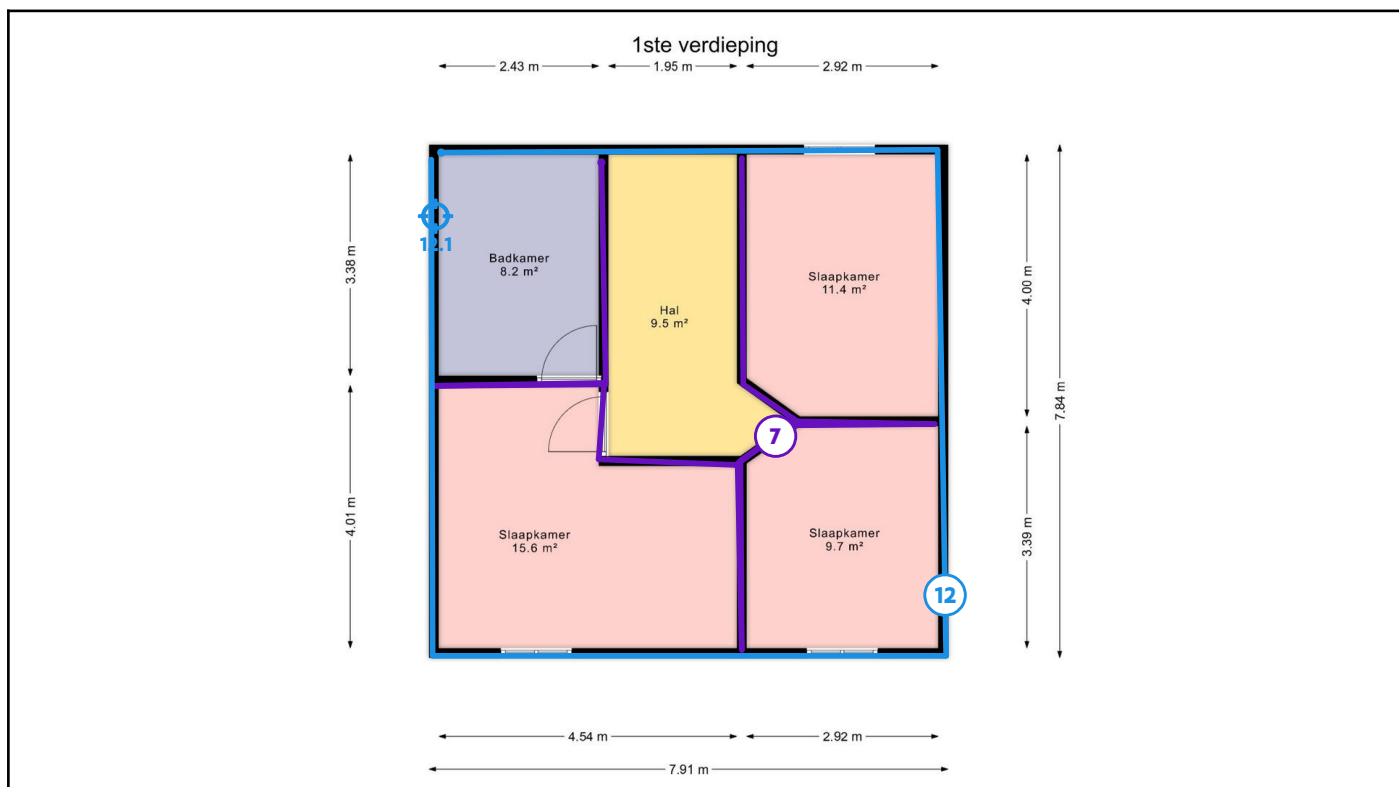 1ste verdieping
2.43 m
1.95 m
2.92 m
3.38 m
4.01 m
12.1
Badkamer
8.2 m²
Hal
9.5 m²
Slaapkamer
11.4 m²
7
Slaapkamer
15.6 m²
Slaapkamer
9.7 m²
12
4.00 m
3.39 m
7.84 m
4.54 m
2.92 m
7.91 m